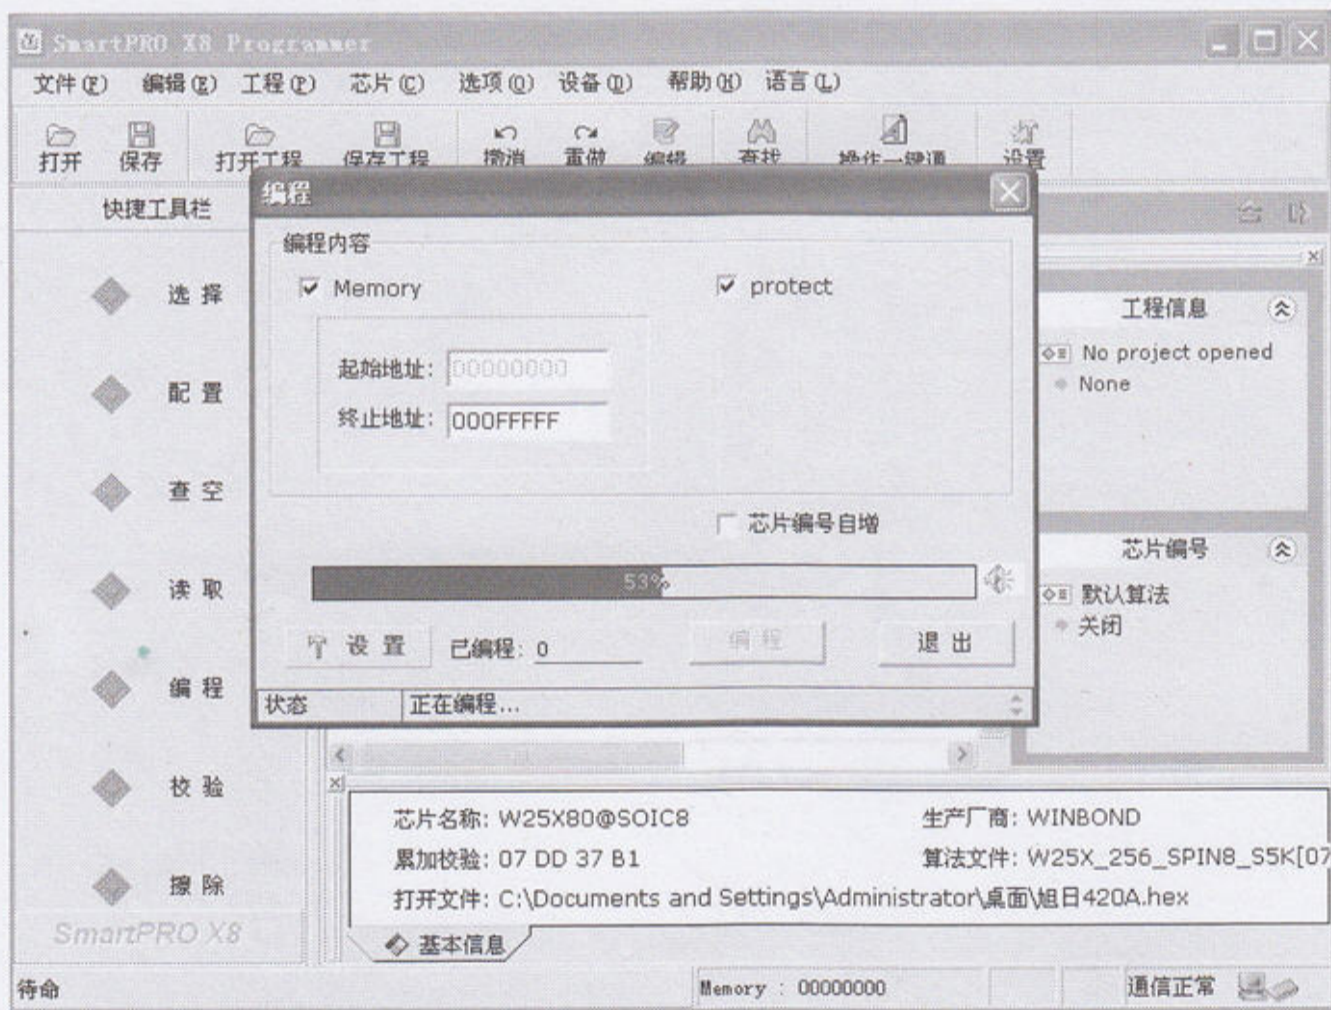 SmartPRO X8 Programmer
文件(F) 编辑(E) 工程(P) 芯片(C) 选项(O) 设备(D) 帮助(H) 语言(L)
打开 保存 打开工程 保存工程 撤消 重做 编辑 查找 操作一键通 设置
快捷工具栏
编程
编程内容
Memory protect
起始地址: 00000000
终止地址: 000FFFFF
芯片编号自增
53%
设置 已编程: 0 编程 退出
状态 正在编程...
选择
配置
查空
读取
编程
校验
擦除
SmartPRO X8
工程信息
No project opened
None
芯片编号
默认算法
关闭
芯片名称: W25X80@SOIC8 生产厂商: WINBOND
累加校验: 07 DD 37 B1 算法文件: W25X_256_SPIN8_S5K[07
打开文件: C:\Documents and Settings\Administrator\桌面\旭日420A.hex
基本信息
待命 Memory : 00000000 通信正常